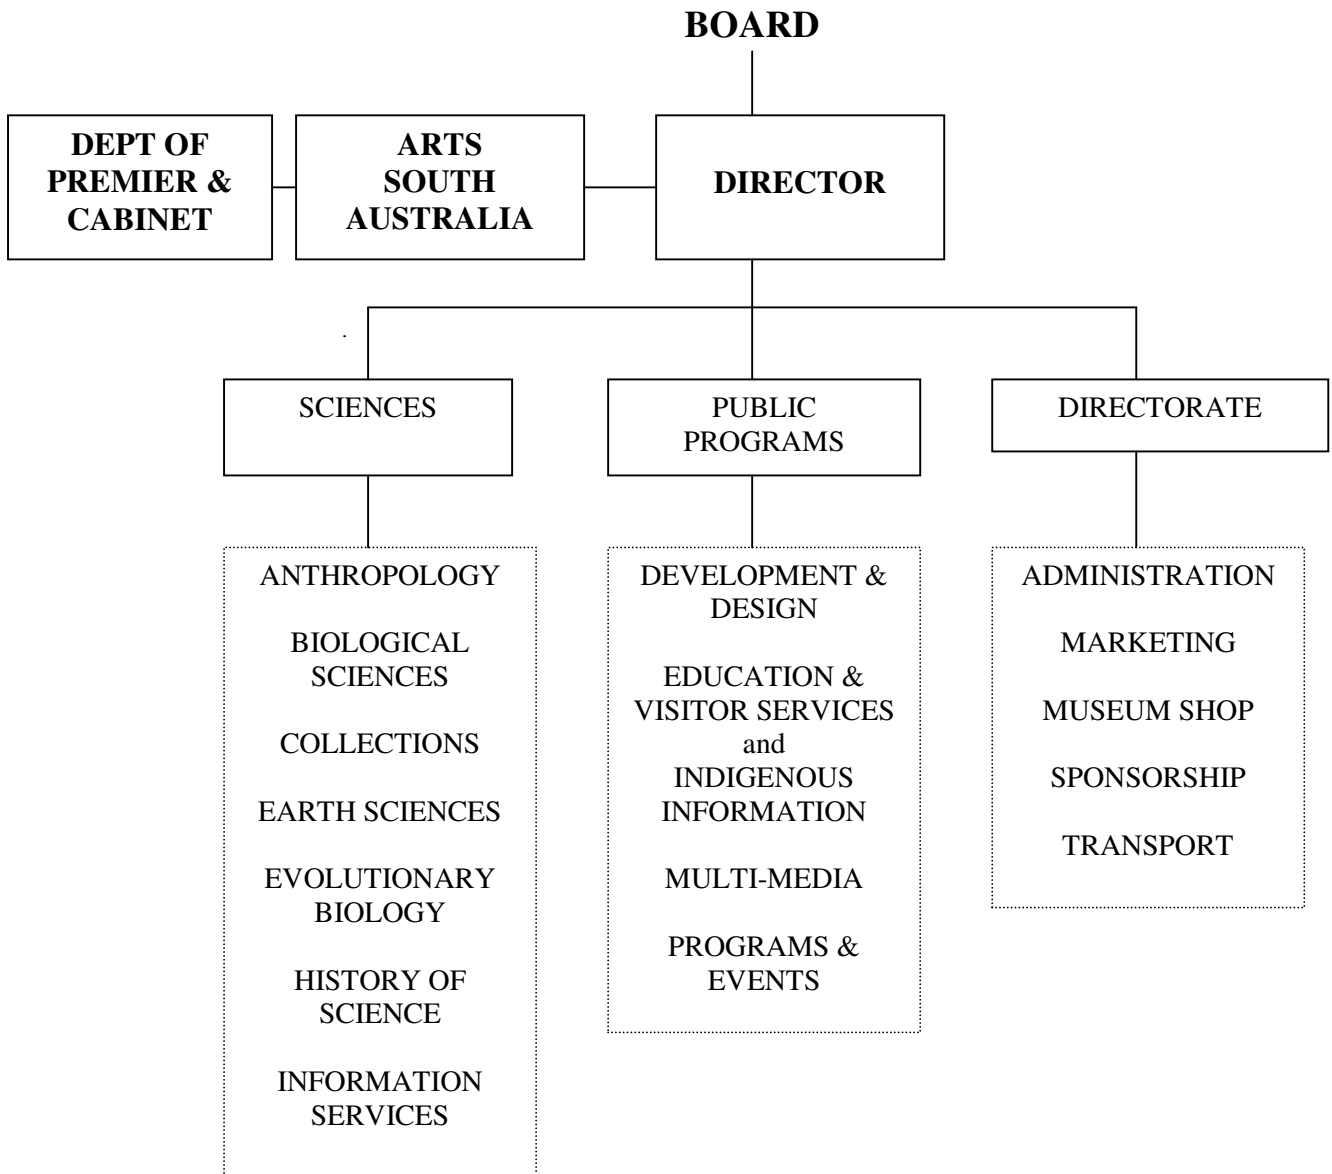 BOARD
DEPT OF
PREMIER &
CABINET
ARTS
SOUTH
AUSTRALIA
DIRECTOR
SCIENCES
PUBLIC
PROGRAMS
DIRECTORATE
ANTHROPOLOGY
BIOLOGICAL
SCIENCES
COLLECTIONS
EARTH SCIENCES
EVOLUTIONARY
BIOLOGY
HISTORY OF
SCIENCE
INFORMATION
SERVICES
DEVELOPMENT &
DESIGN
EDUCATION &
VISITOR SERVICES
and
INDIGENOUS
INFORMATION
MULTI-MEDIA
PROGRAMS &
EVENTS
ADMINISTRATION
MARKETING
MUSEUM SHOP
SPONSORSHIP
TRANSPORT